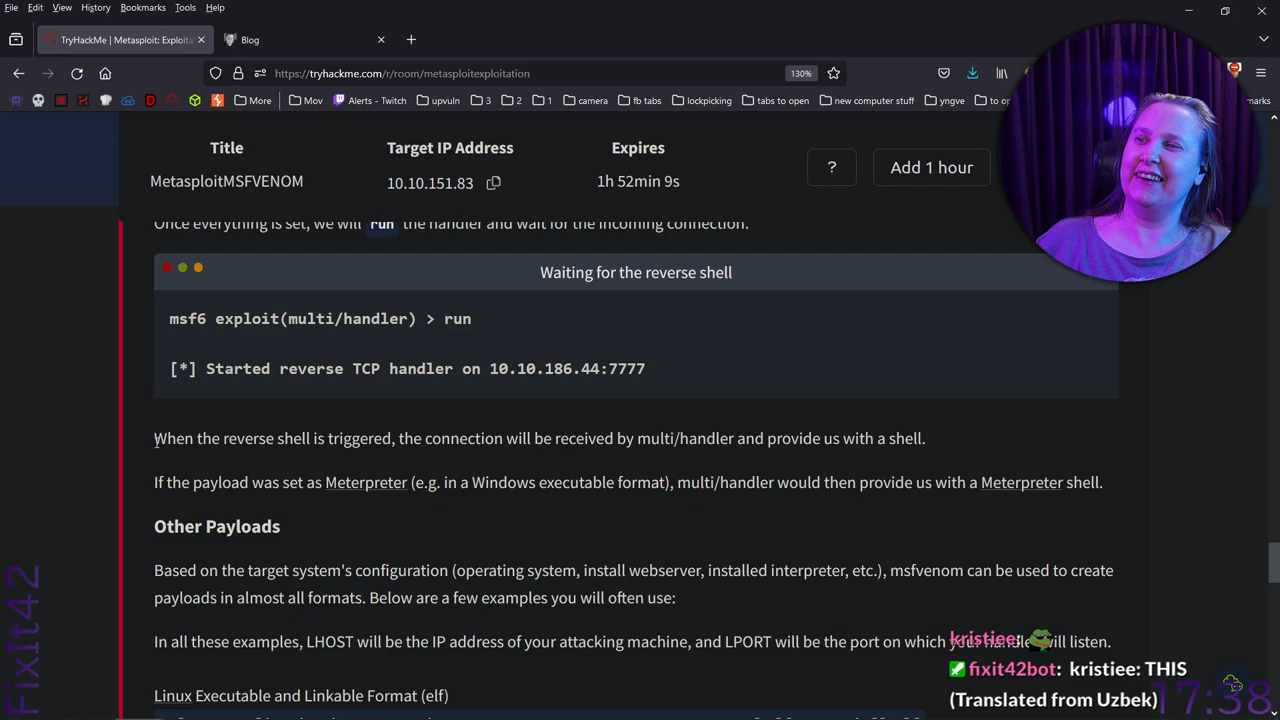 File Edit View History Bookmarks Tools Help
TryHackMe | Metasploit: Exploita
Blog
https://tryhackme.com/r/room/metasploitexploitation
130%
More
Mov
Alerts - Twitch
upvuln
3
2
1
camera
fb tabs
lockpicking
tabs to open
new computer stuff
yngve
Title Target IP Address Expires
MetasploitMSFVENOM 10.10.151.83 1h 52min 9s
? Add 1 hour
Once everything is set, we will run the handler and wait for the incoming connection.
Waiting for the reverse shell
msf6 exploit(multi/handler) > run
[*] Started reverse TCP handler on 10.10.186.44:7777
When the reverse shell is triggered, the connection will be received by multi/handler and provide us with a shell.
If the payload was set as Meterpreter (e.g. in a Windows executable format), multi/handler would then provide us with a Meterpreter shell.
Other Payloads
Based on the target system's configuration (operating system, install webserver, installed interpreter, etc.), msfvenom can be used to create
payloads in almost all formats. Below are a few examples you will often use:
In all these examples, LHOST will be the IP address of your attacking machine, and LPORT will be the port on which will listen.
Linux Executable and Linkable Format (elf)
kristiee:
fixit42bot: kristiee: THIS
(Translated from Uzbek)
17:38
FixIt42